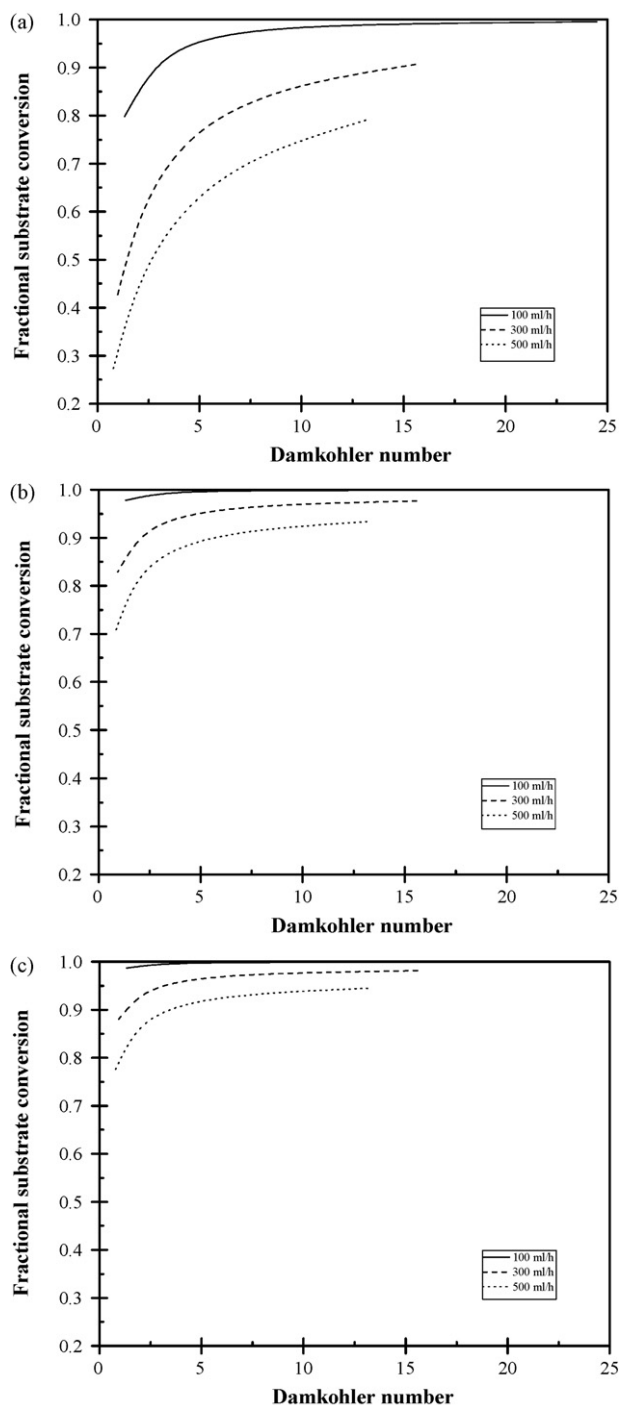 (a)
1.0
0.9
0.8
0.7
0.6
0.5
0.4
0.3
0.2
Fractional substrate conversion
100 ml/h
300 ml/h
500 ml/h
0 5 10 15 20 25
Damkohler number
(b)
1.0
0.9
0.8
0.7
0.6
0.5
0.4
0.3
0.2
Fractional substrate conversion
100 ml/h
300 ml/h
500 ml/h
0 5 10 15 20 25
Damkohler number
(c)
1.0
0.9
0.8
0.7
0.6
0.5
0.4
0.3
0.2
Fractional substrate conversion
100 ml/h
300 ml/h
500 ml/h
0 5 10 15 20 25
Damkohler number